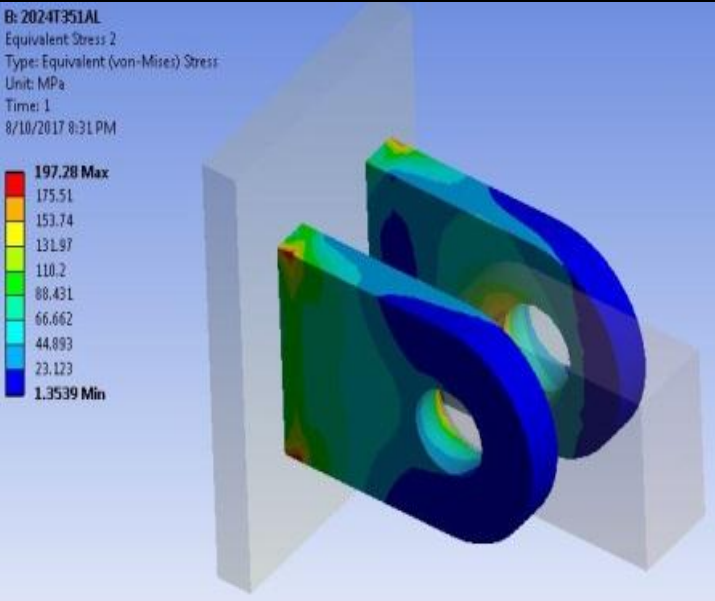 B: 2024T351AL
Equivalent Stress 2
Type: Equivalent (von-Mises) Stress
Unit: MPa
Time: 1
8/10/2017 8:31 PM
197.28 Max
175.51
153.74
131.97
110.2
88.431
66.662
44.893
23.123
1.3539 Min